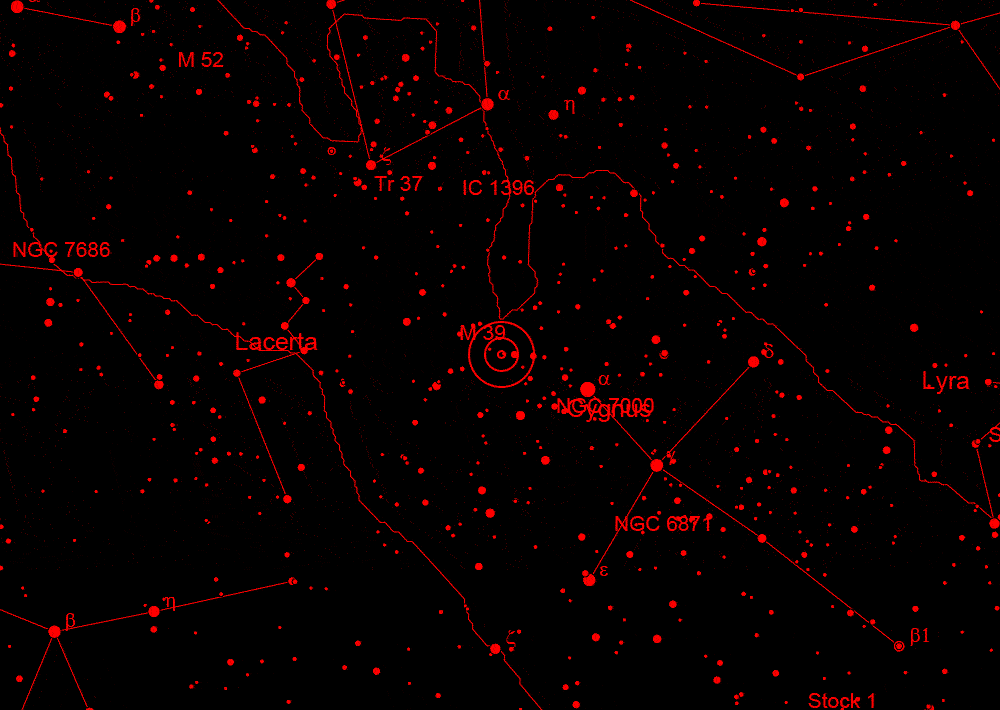 β
M 52
α
η
ξ
Tr 37
IC 1396
NGC 7686
M 39
Lacerta
δ
α
Lyra
NGC 7000
Cygnus
γ
NGC 6871
ε
η
β
ζ
β1
Stock 1